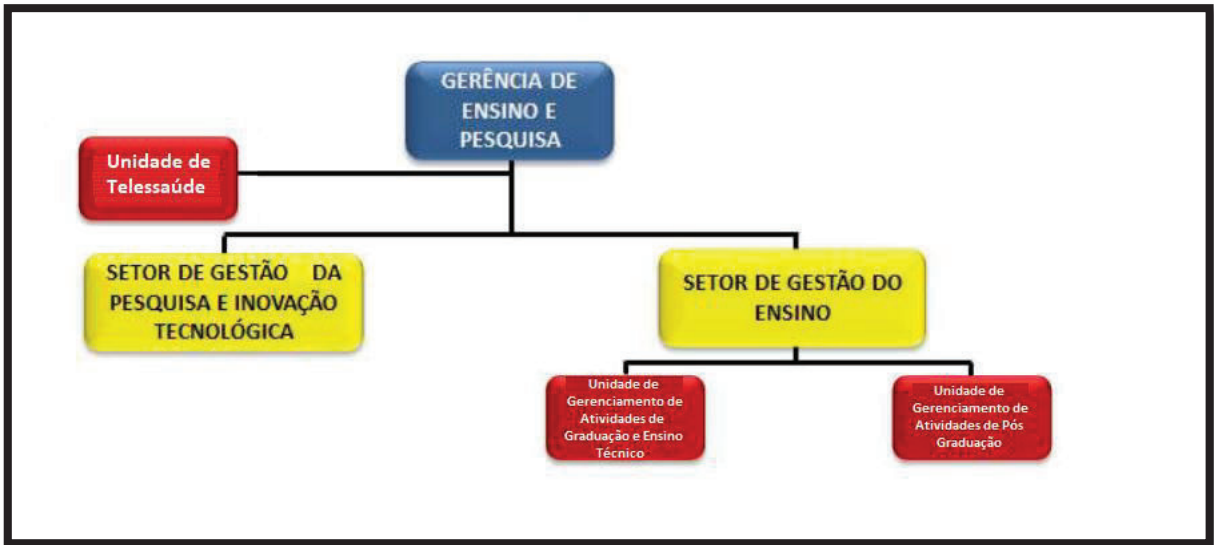 GERÊNCIA DE
ENSINO E
PESQUISA
Unidade de
Telessaúde
SETOR DE GESTÃO DA
PESQUISA E INOVAÇÃO
TECNOLÓGICA
SETOR DE GESTÃO DO
ENSINO
Unidade de
Gerenciamento de
Atividades de
Graduação e Ensino
Técnico
Unidade de
Gerenciamento de
Atividades de Pós
Graduação